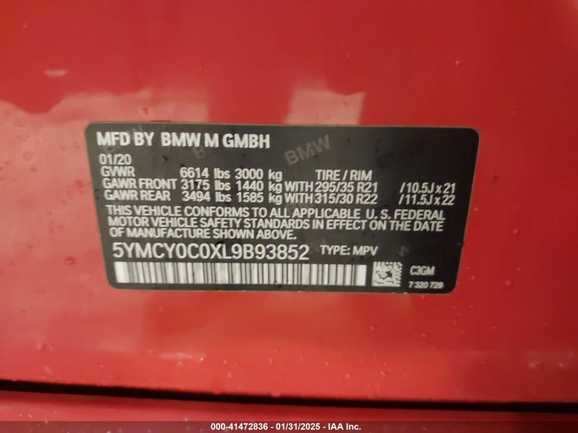 MFD BY BMW M GMBH
01/20
GVWR 6614 lbs 3000 kg TIRE / RIM
GAWR FRONT 3175 lbs 1440 kg WITH 295/35 R21 /10.5J x 21
GAWR REAR 3494 lbs 1585 kg WITH 315/30 R22 /11.5J x 22
THIS VEHICLE CONFORMS TO ALL APPLICABLE U. S. FEDERAL
MOTOR VEHICLE SAFETY STANDARDS IN EFFECT ON THE DATE
OF MANUFACTURE SHOWN ABOVE.
5YMCY0C0XL9B93852 TYPE: MPV
C3GM
7 320 729
BMW
000-41472836 - 01/31/2025 - IAA Inc.